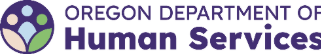 OREGON DEPARTMENT OF
Human Services